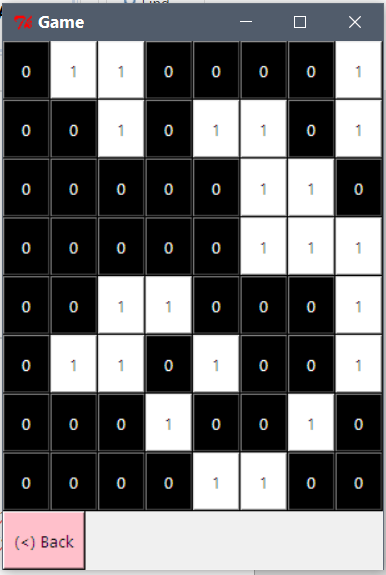 Game
0 1 1 0 0 0 0 1
0 0 1 0 1 1 0 1
0 0 0 0 0 1 1 0
0 0 0 0 0 1 1 1
0 0 1 1 0 0 0 1
0 1 1 0 1 0 0 1
0 0 0 1 0 0 1 0
0 0 0 0 1 1 0 0
(<) Back